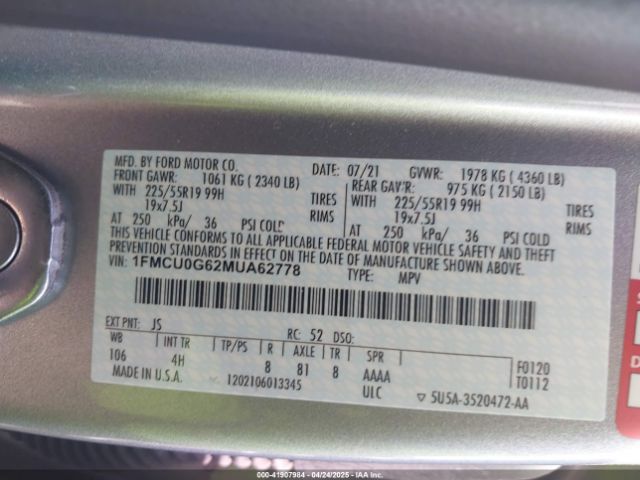 MFD. BY FORD MOTOR CO.
DATE: 07/21 GVWR: 1978 KG ( 4360 LB)
FRONT GAWR: 1061 KG ( 2340 LB) REAR GAWR: 975 KG ( 2150 LB)
WITH 225/55R19 99H TIRES WITH 225/55R19 99H TIRES
19x7.5J RIMS 19x7.5J RIMS
AT 250 kPa/ 36 PSI COLD AT 250 kPa/ 36 PSI COLD
THIS VEHICLE CONFORMS TO ALL APPLICABLE FEDERAL MOTOR VEHICLE SAFETY AND THEFT
PREVENTION STANDARDS IN EFFECT ON THE DATE OF MANUFACTURE SHOWN ABOVE.
VIN: 1FMCU0G62MUA62778 TYPE: MPV
EXT PNT: JS RC: 52 DSO:
WB INT TR TP/PS R AXLE TR SPR
106 4H 8 81 8 AAAA F0120
T0112
MADE IN U.S.A. 1202106013345 ULC ▽ 5U5A-3520472-AA
S
D
000-41907984 - 04/24/2025 - IAAI.COM